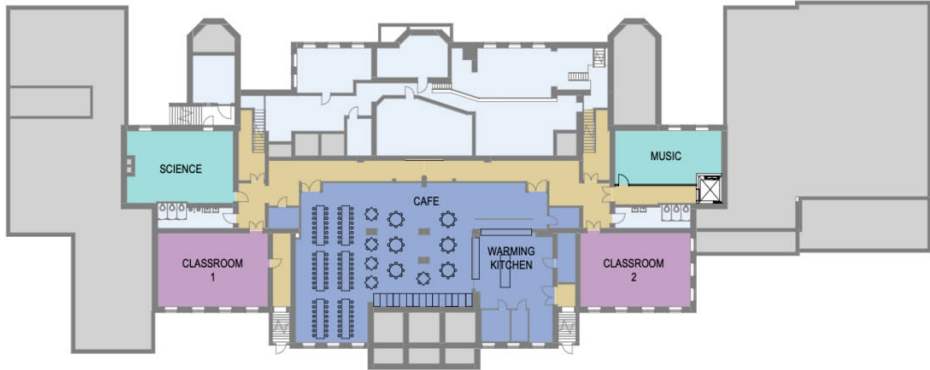 SCIENCE
MUSIC
CAFE
CLASSROOM
1
WARMING
KITCHEN
CLASSROOM
2